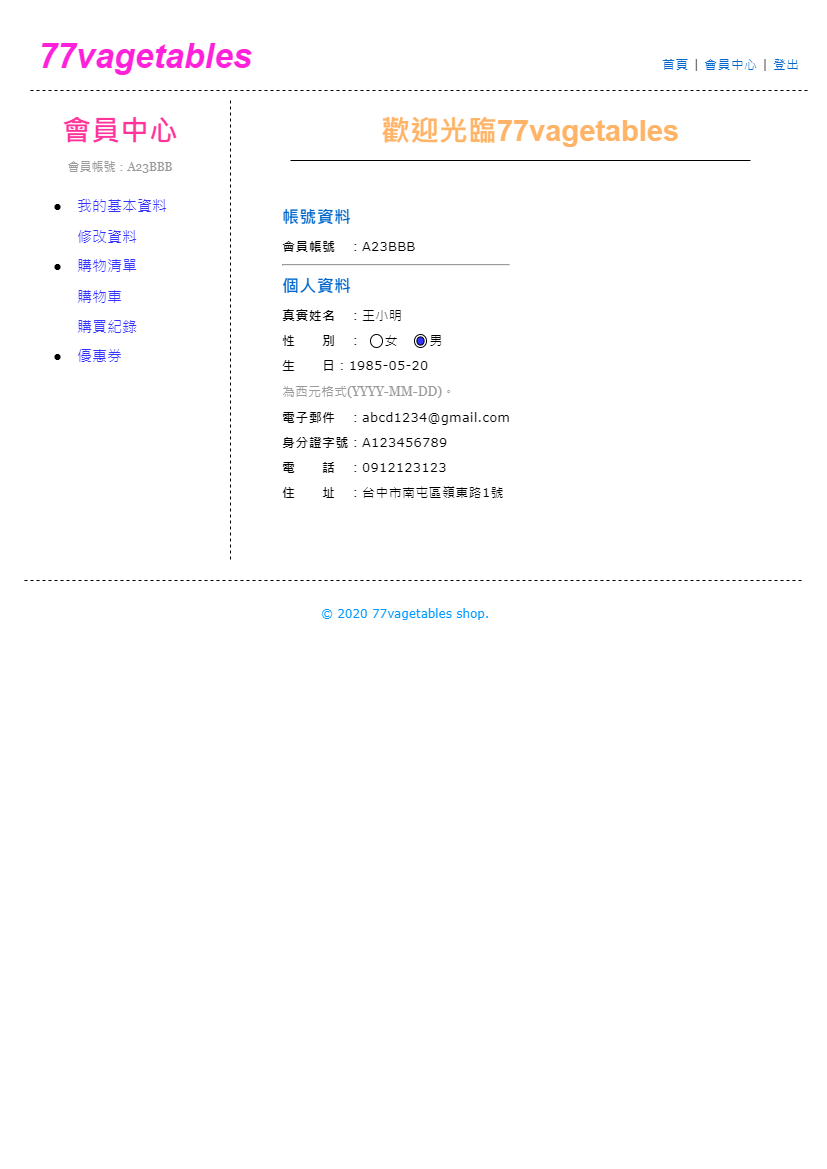 77vagetables
首頁 | 會員中心 | 登出
會員中心
會員帳號：A23BBB
● 我的基本資料
修改資料
● 購物清單
購物車
購買紀錄
● 優惠券
歡迎光臨77vagetables
帳號資料
會員帳號 ：A23BBB
個人資料
真實姓名 ：王小明
性 別 ： 女 男
生 日：1985-05-20
為西元格式(YYYY-MM-DD)。
電子郵件 ：abcd1234@gmail.com
身分證字號：A123456789
電 話 ：0912123123
住 址 ：台中市南屯區嶺東路1號
© 2020 77vagetables shop.